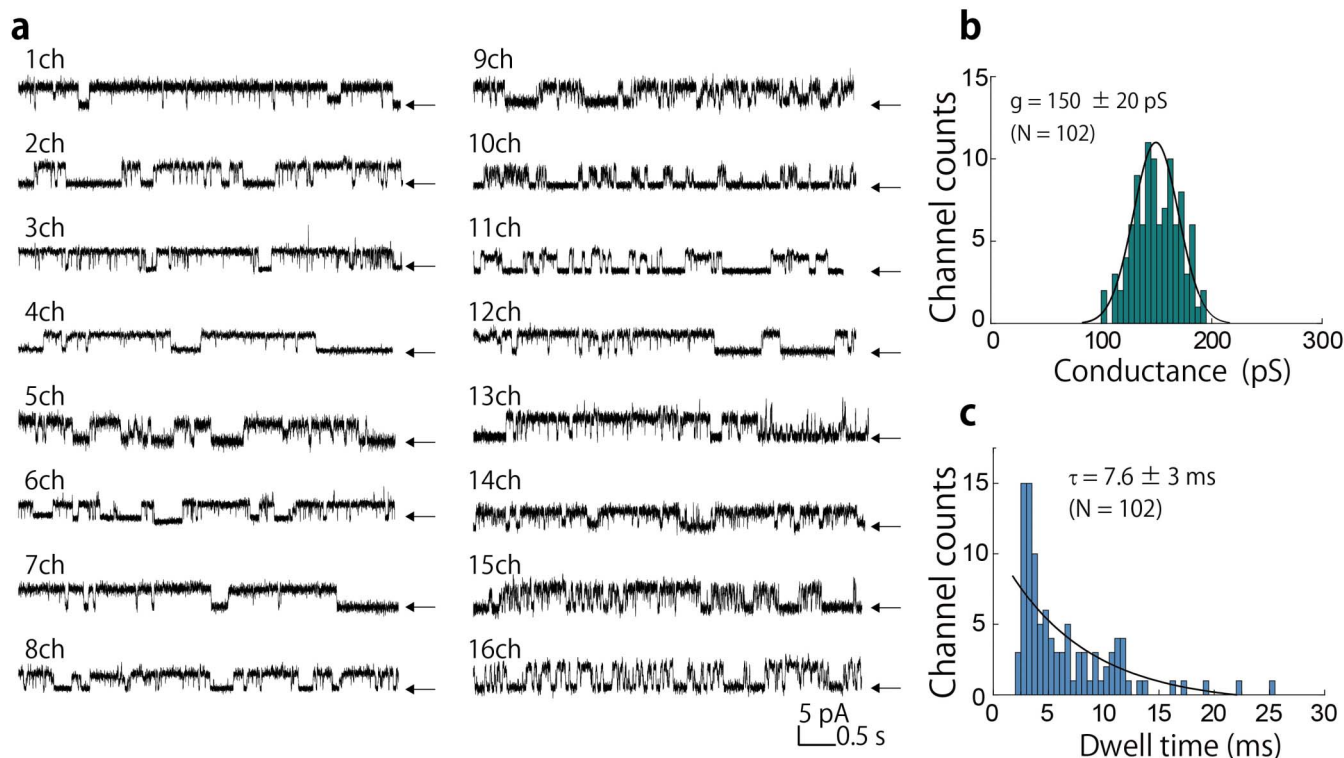 a
1ch
2ch
3ch
4ch
5ch
6ch
7ch
8ch
9ch
10ch
11ch
12ch
13ch
14ch
15ch
16ch
5 pA
0.5 s
b
15
10
5
0
Channel counts
g = 150 ± 20 pS
(N = 102)
0 100 200 300
Conductance (pS)
c
15
10
5
0
Channel counts
τ = 7.6 ± 3 ms
(N = 102)
0 5 10 15 20 25 30
Dwell time (ms)